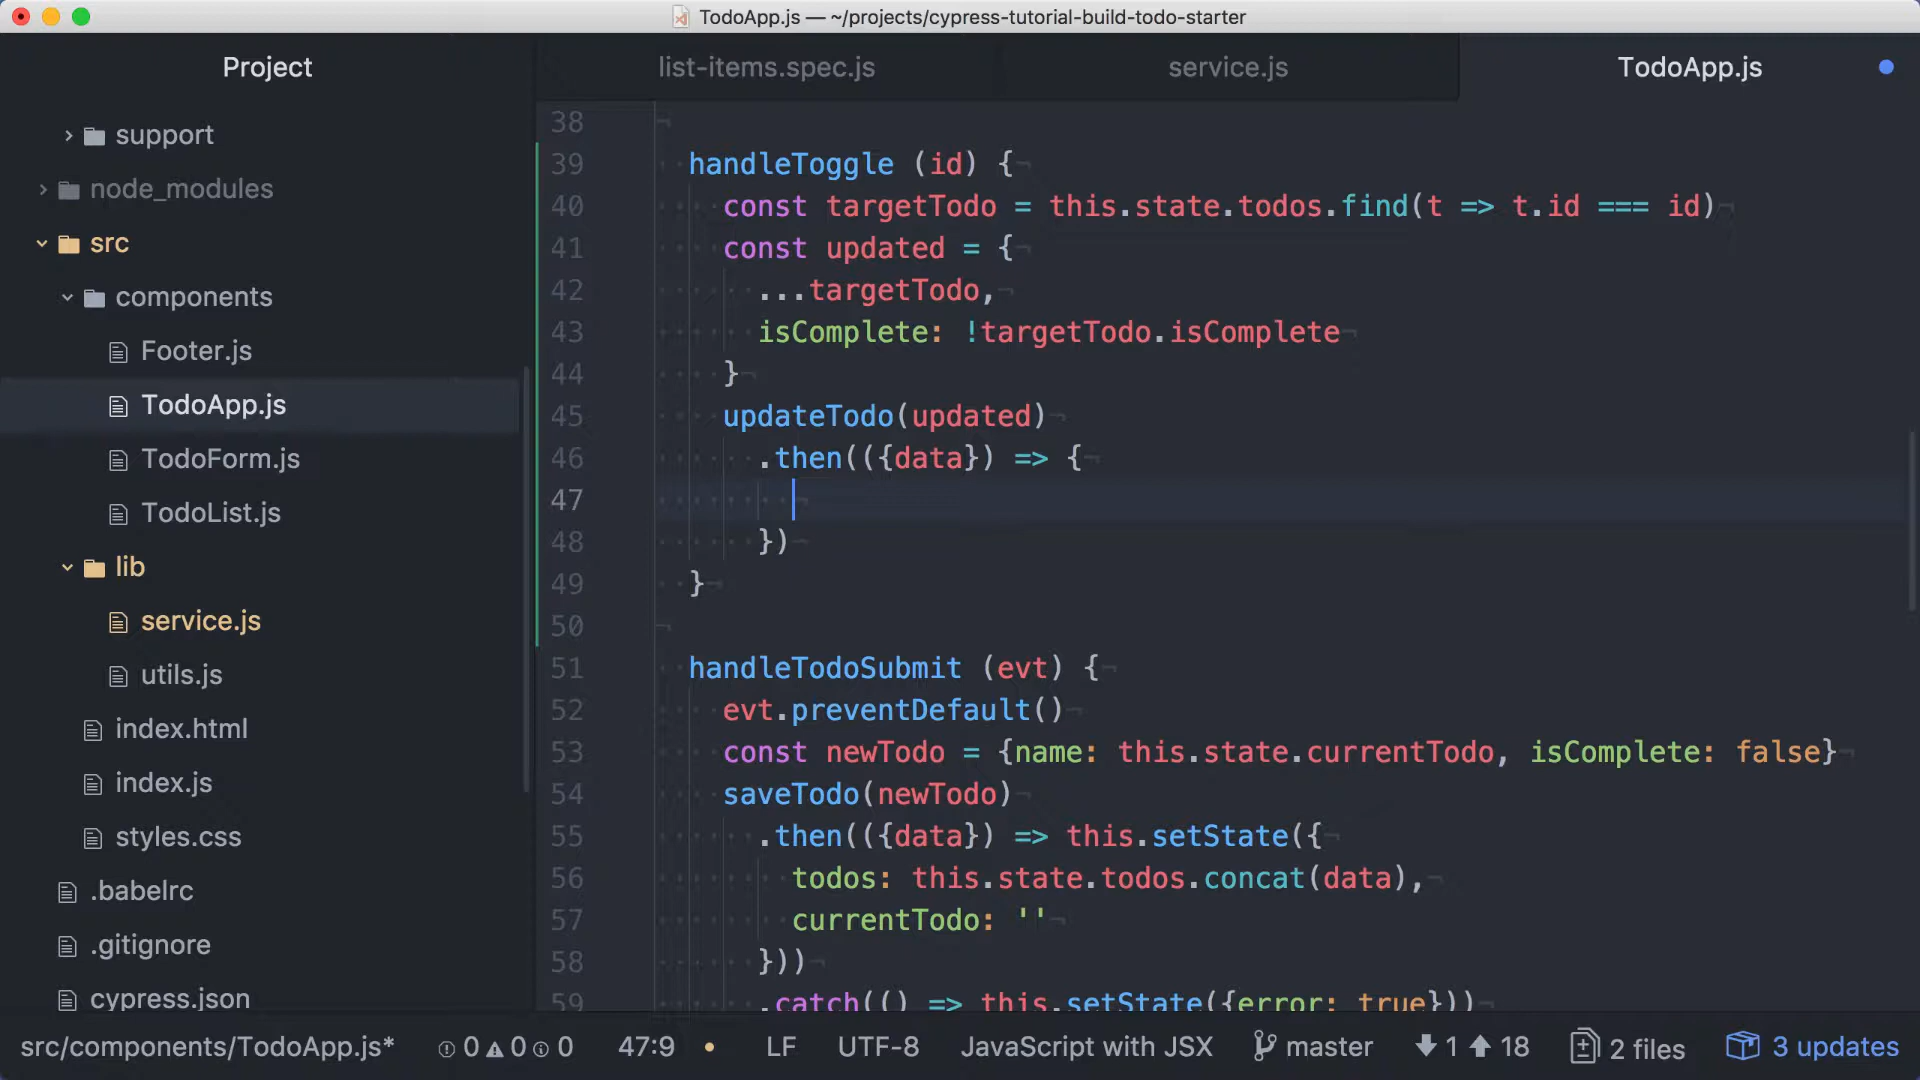 TodoApp.js — ~/projects/cypress-tutorial-build-todo-starter
Project
list-items.spec.js
service.js
TodoApp.js
support
node_modules
src
components
Footer.js
TodoApp.js
TodoForm.js
TodoList.js
lib
service.js
utils.js
index.html
index.js
styles.css
.babelrc
.gitignore
cypress.json
38
39 handleToggle (id) {
40 const targetTodo = this.state.todos.find(t => t.id === id)
41 const updated = {
42 ...targetTodo,
43 isComplete: !targetTodo.isComplete
44 }
45 updateTodo(updated)
46 .then(({data}) => {
47
48 })
49 }
50
51 handleTodoSubmit (evt) {
52 evt.preventDefault()
53 const newTodo = {name: this.state.currentTodo, isComplete: false}
54 saveTodo(newTodo)
55 .then(({data}) => this.setState({
56 todos: this.state.todos.concat(data),
57 currentTodo: ''
58 }))
59 .catch(() => this.setState({error: true}))
src/components/TodoApp.js* 0 0 0 47:9 LF UTF-8 JavaScript with JSX master 1 18 2 files 3 updates